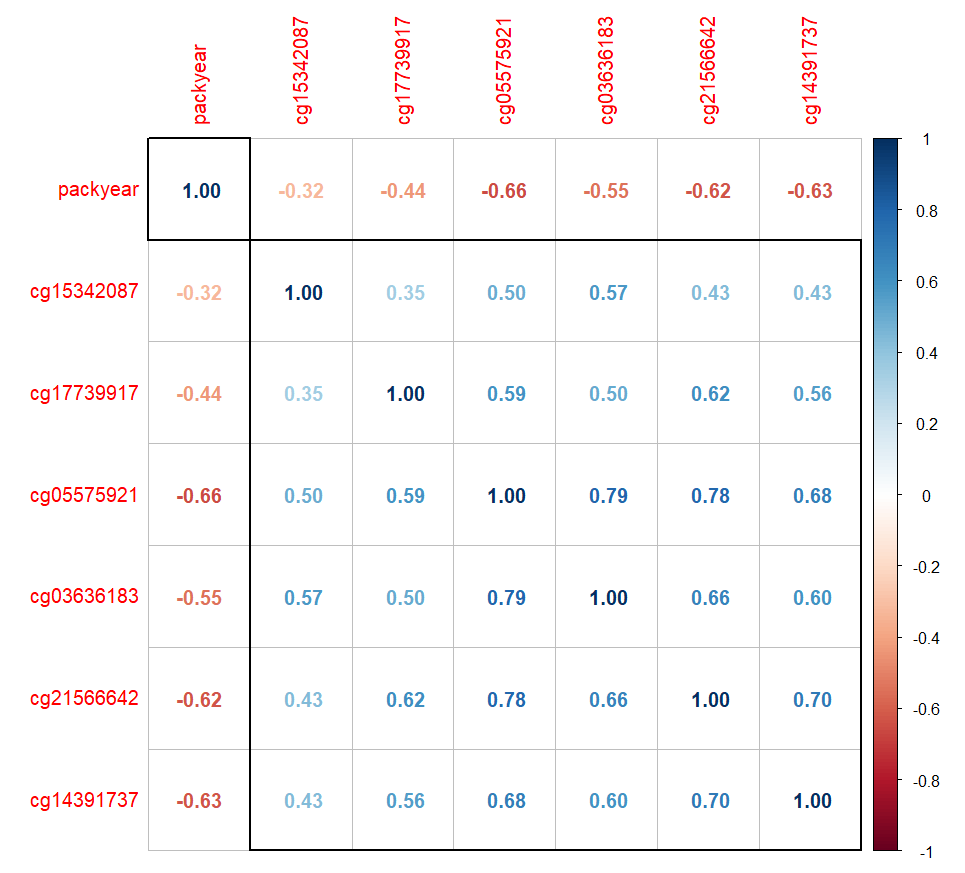 packyear cg15342087 cg17739917 cg05575921 cg03636183 cg21566642 cg14391737
packyear 1.00 -0.32 -0.44 -0.66 -0.55 -0.62 -0.63
cg15342087 -0.32 1.00 0.35 0.50 0.57 0.43 0.43
cg17739917 -0.44 0.35 1.00 0.59 0.50 0.62 0.56
cg05575921 -0.66 0.50 0.59 1.00 0.79 0.78 0.68
cg03636183 -0.55 0.57 0.50 0.79 1.00 0.66 0.60
cg21566642 -0.62 0.43 0.62 0.78 0.66 1.00 0.70
cg14391737 -0.63 0.43 0.56 0.68 0.60 0.70 1.00
1
0.8
0.6
0.4
0.2
0
-0.2
-0.4
-0.6
-0.8
-1